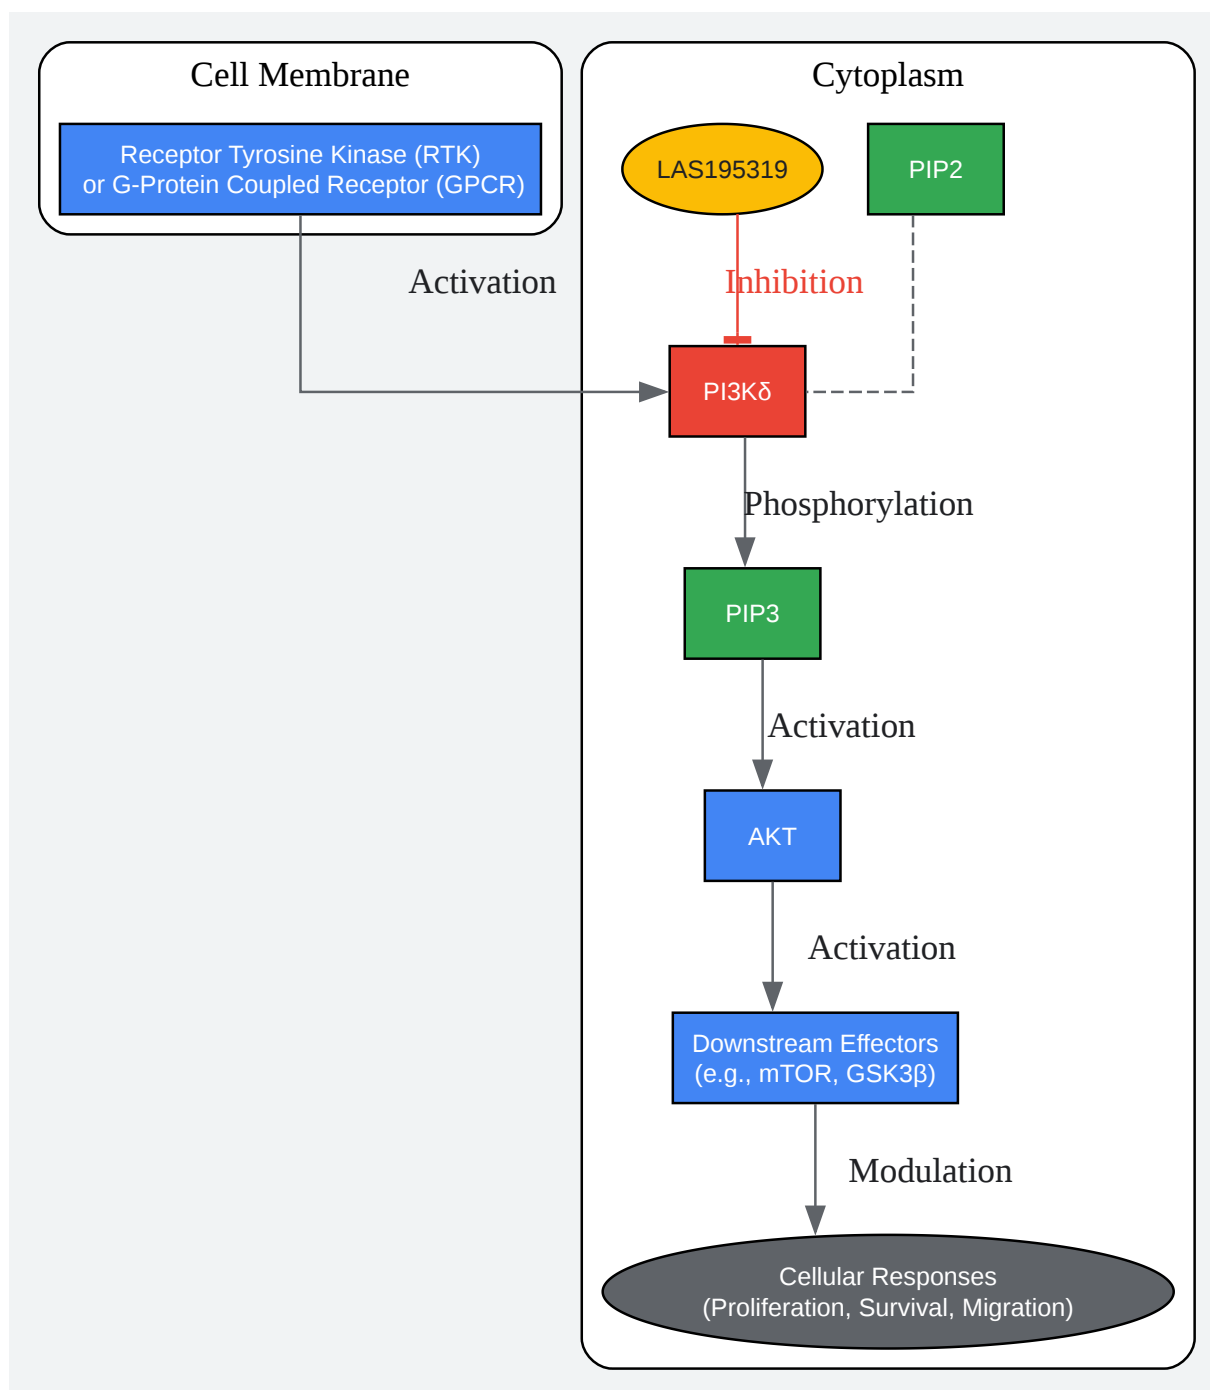 Cell Membrane
Receptor Tyrosine Kinase (RTK)
or G-Protein Coupled Receptor (GPCR)
Activation
Cytoplasm
LAS195319
PIP2
Inhibition
PI3Kδ
Phosphorylation
PIP3
Activation
AKT
Activation
Downstream Effectors
(e.g., mTOR, GSK3β)
Modulation
Cellular Responses
(Proliferation, Survival, Migration)